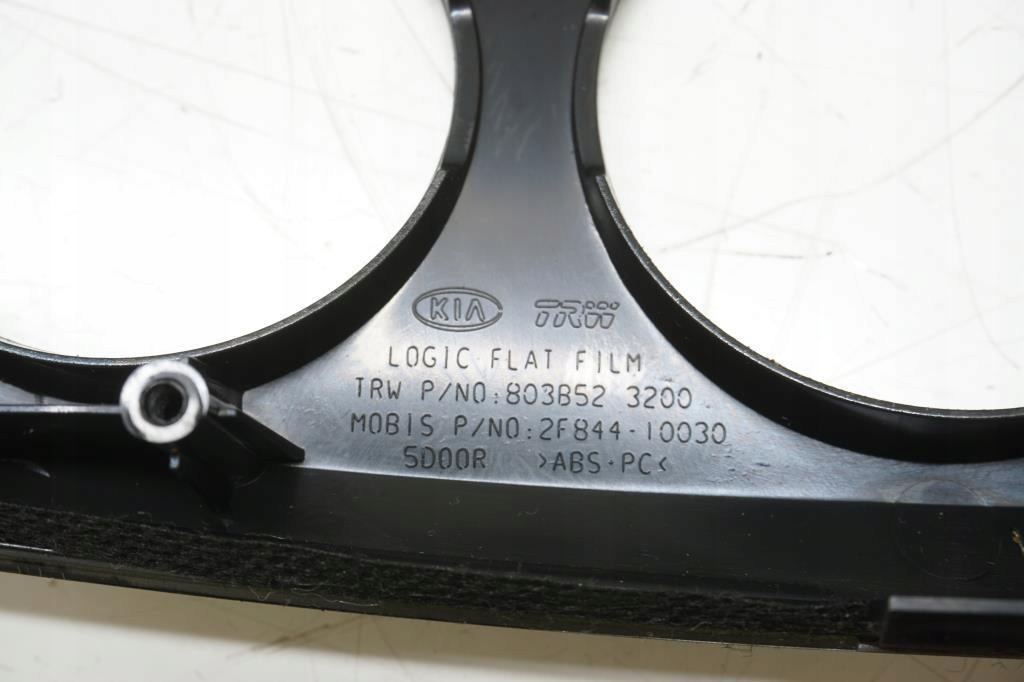 KIA TRW
LOGIC FLAT FILM
TRW P/NO:803B52 3200
MOBIS P/NO:2F844-10030
5DOOR >ABS+PC<